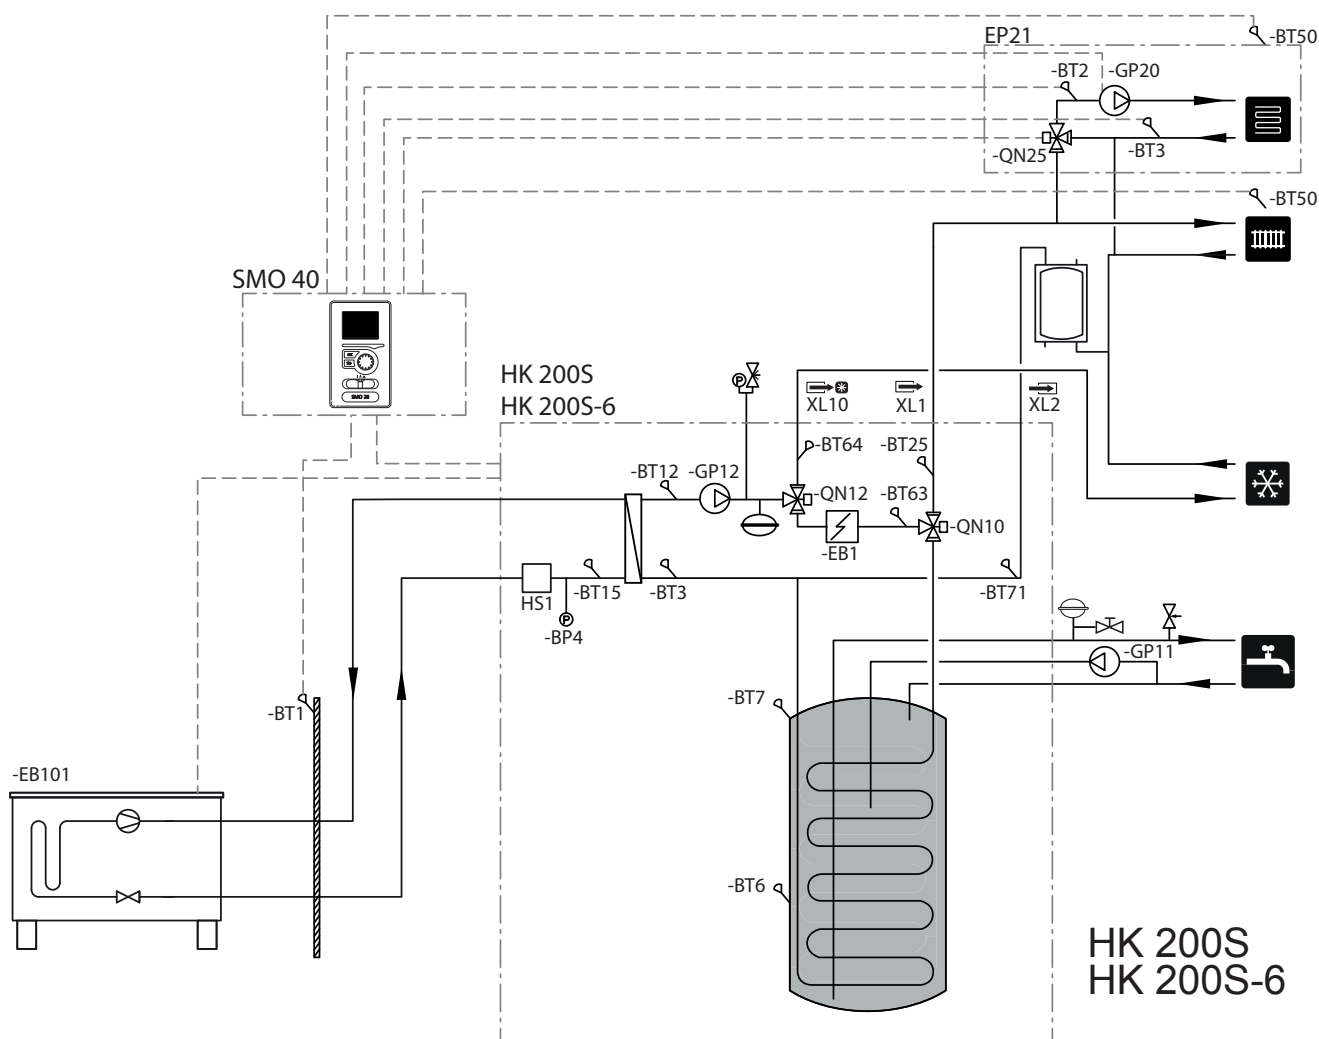 EP21
-BT50
-BT2
-GP20
-QN25
-BT3
-BT50
SMO 40
SMO 20
HK 200S
HK 200S-6
P
XL10
XL1
XL2
-BT64
-BT25
-BT12
-GP12
-QN12
-BT63
-QN10
-EB1
HS1
-BT15
-BT3
-BT71
P
-BP4
-GP11
-BT7
-BT1
-EB101
-BT6
HK 200S
HK 200S-6